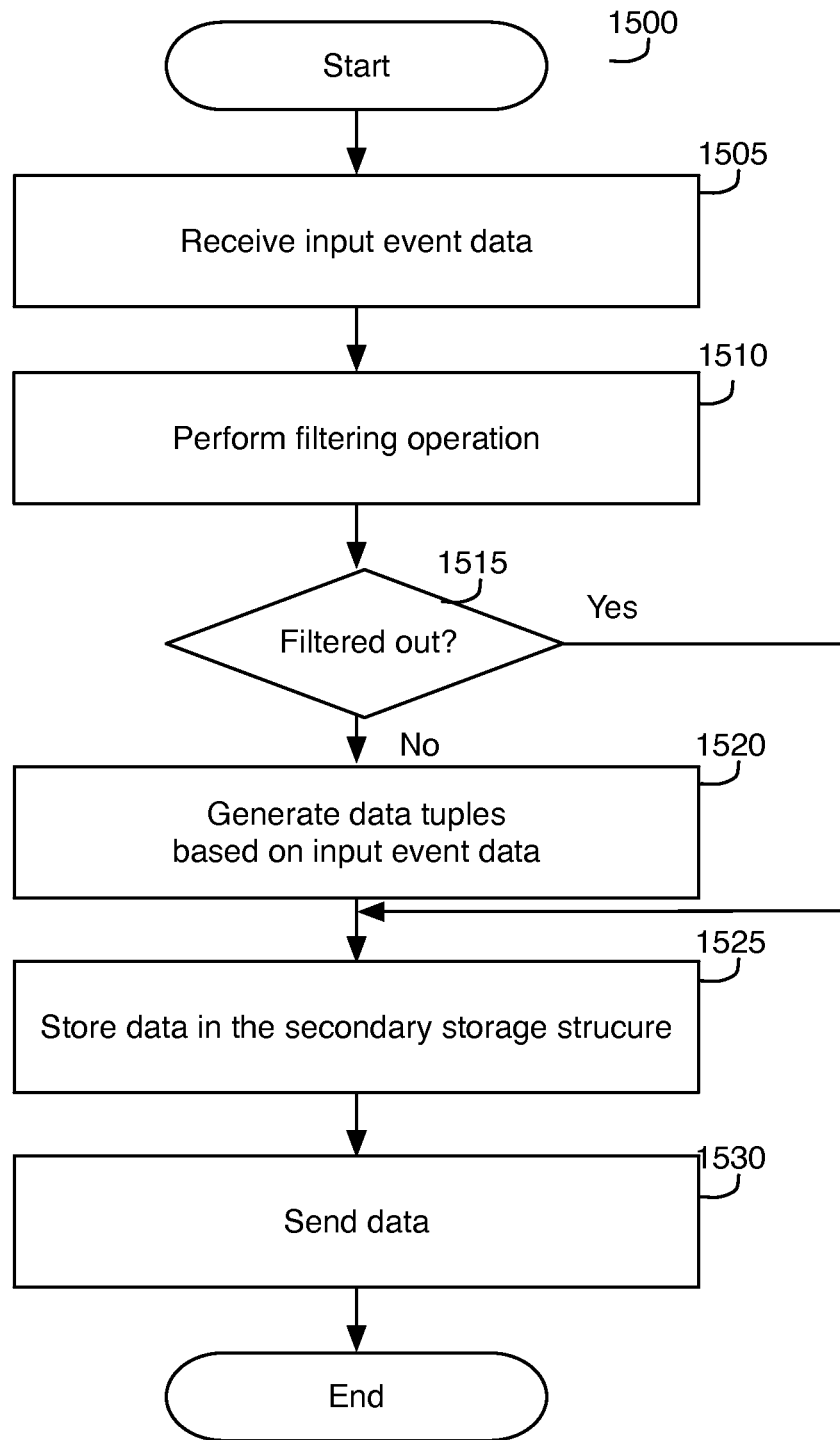 1500
Start
1505
Receive input event data
1510
Perform filtering operation
1515
Filtered out?
Yes
No
1520
Generate data tuples
based on input event data
1525
Store data in the secondary storage strucure
1530
Send data
End